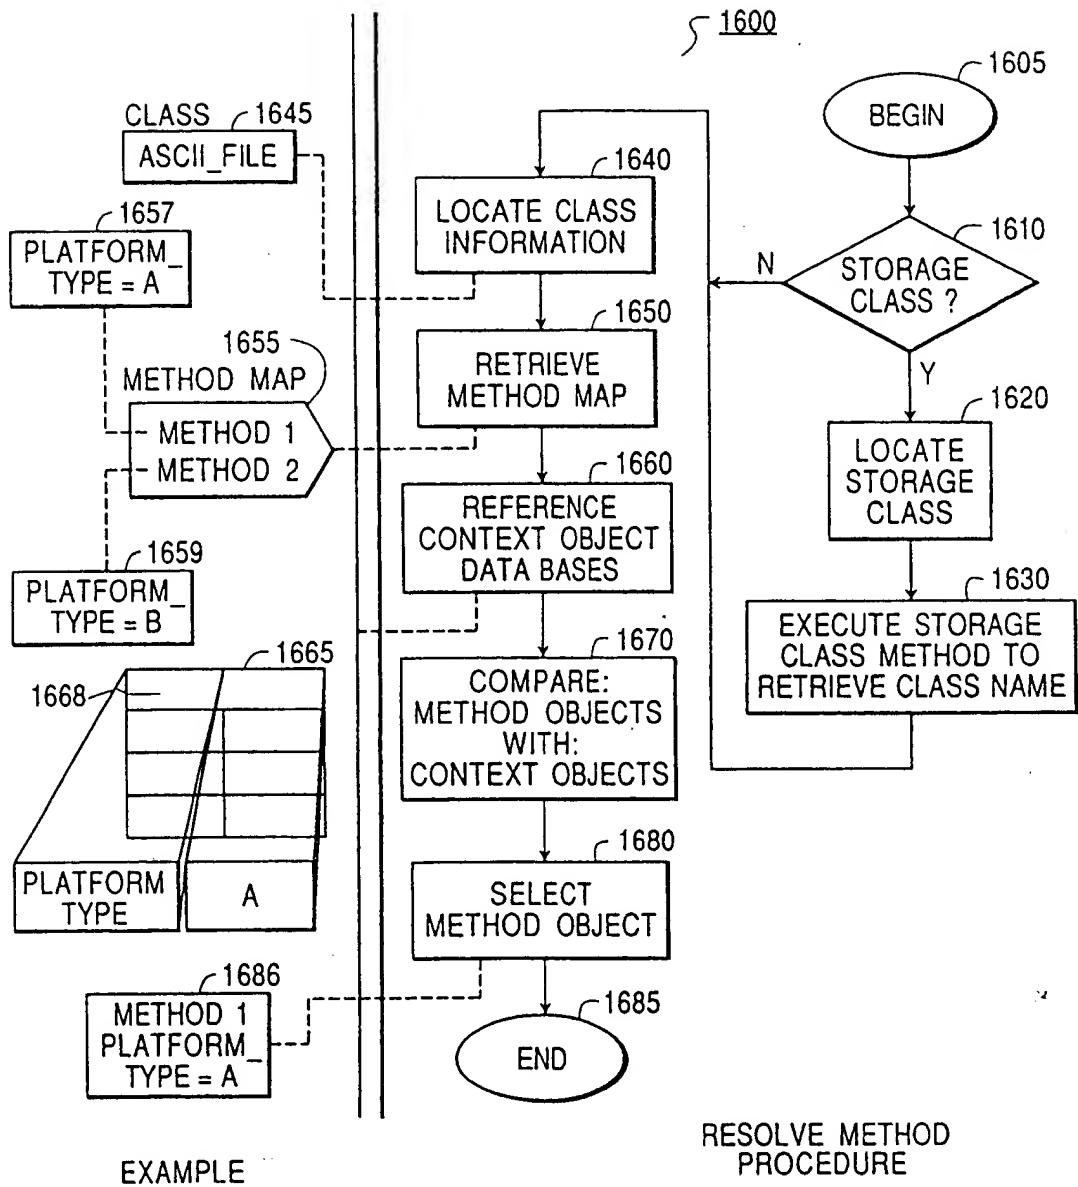 1600
1605
BEGIN
CLASS 1645
ASCII_FILE
1640
LOCATE CLASS
INFORMATION
1657
PLATFORM_
TYPE = A
1610
STORAGE
CLASS ?
N
Y
1650
RETRIEVE
METHOD MAP
1655
METHOD MAP
METHOD 1
METHOD 2
1620
LOCATE
STORAGE
CLASS
1660
REFERENCE
CONTEXT OBJECT
DATA BASES
1659
PLATFORM_
TYPE = B
1630
EXECUTE STORAGE
CLASS METHOD TO
RETRIEVE CLASS NAME
1665
1668
1670
COMPARE:
METHOD OBJECTS
WITH:
CONTEXT OBJECTS
PLATFORM
TYPE
A
1680
SELECT
METHOD OBJECT
1686
METHOD 1
PLATFORM_
TYPE = A
1685
END
EXAMPLE
RESOLVE METHOD
PROCEDURE